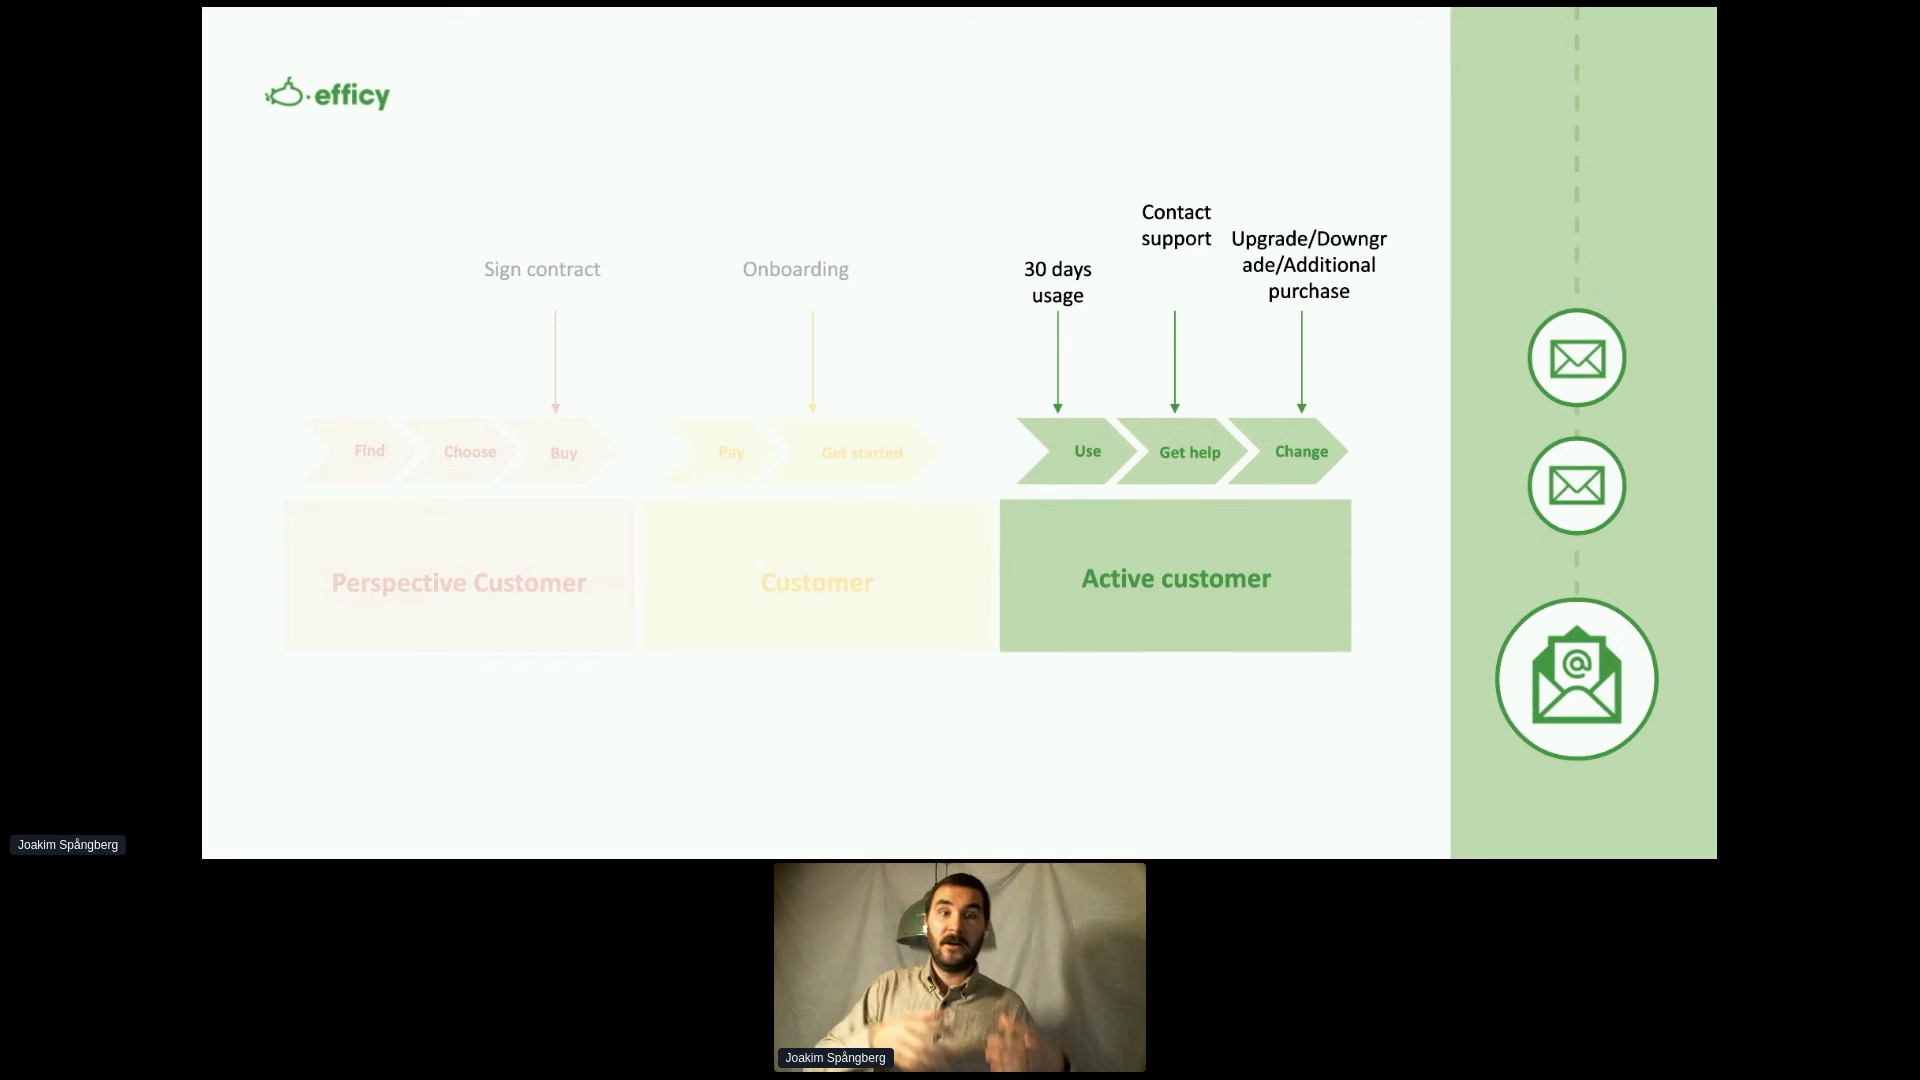 efficy
Contact
support
Upgrade/Downgr
ade/Additional
purchase
Sign contract
Onboarding
30 days
usage
Find
Choose
Buy
Pay
Get started
Use
Get help
Change
Perspective Customer
Customer
Active customer
@
Joakim Spångberg
Joakim Spångberg